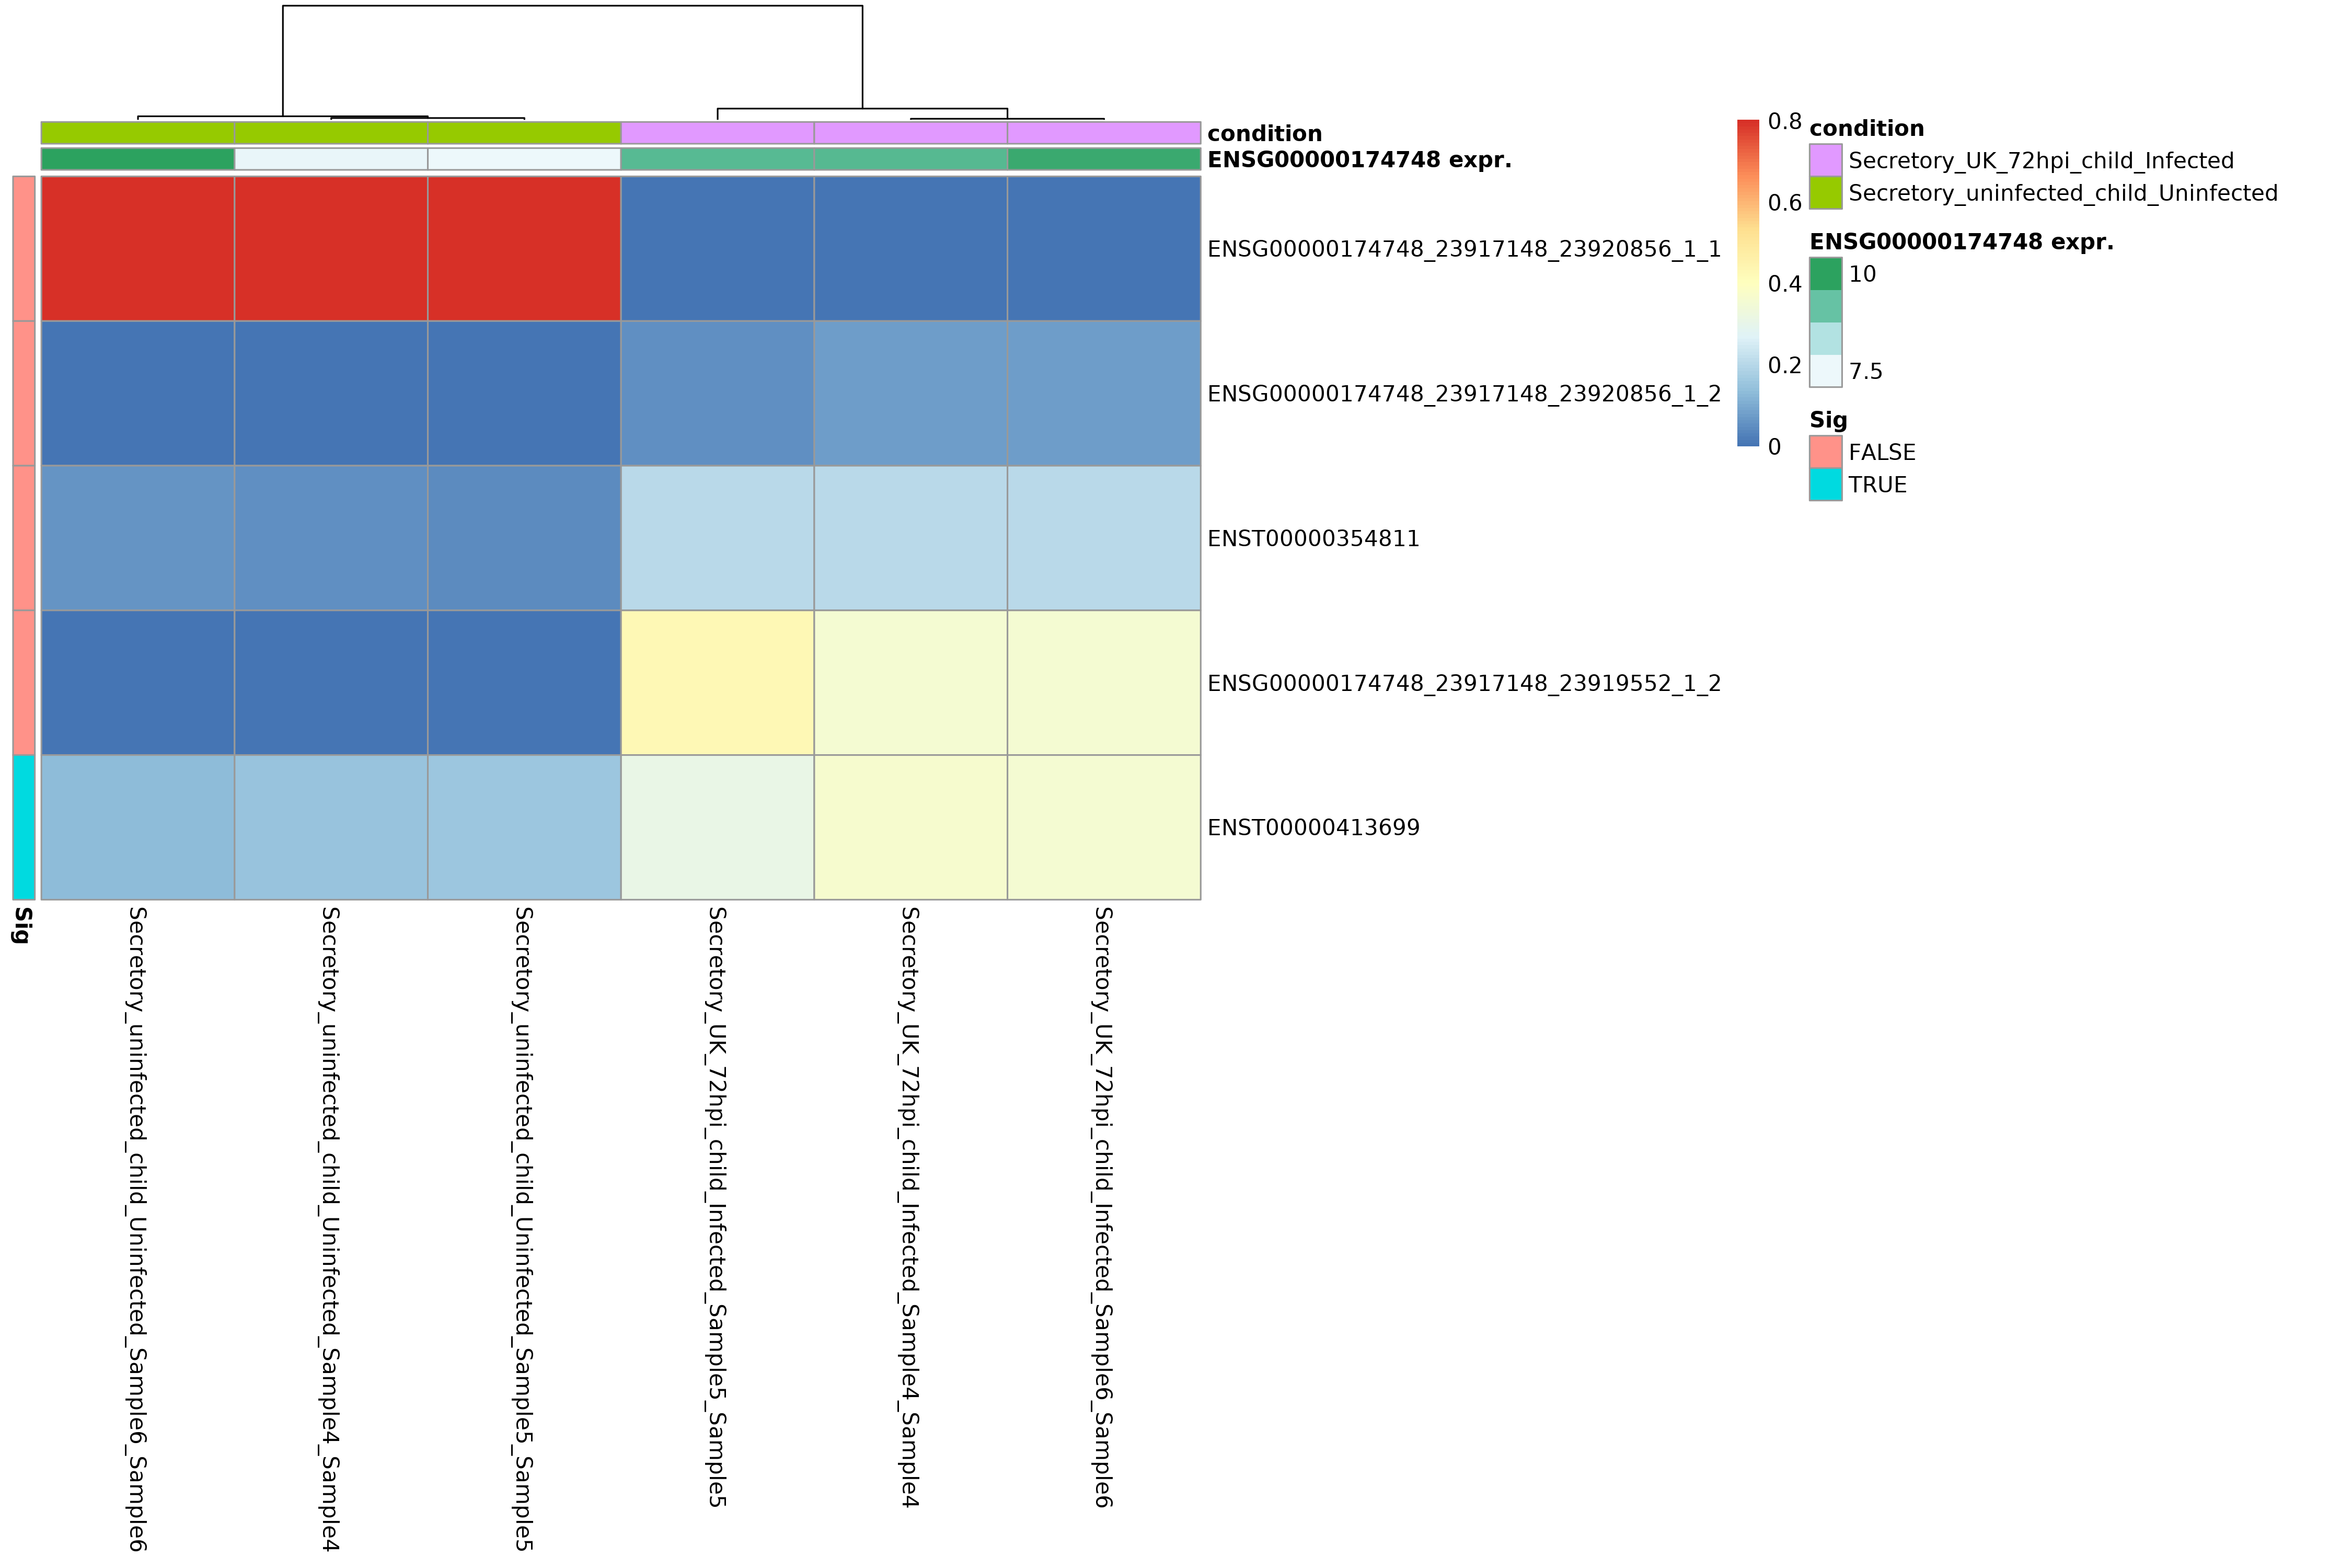 condition
ENSG00000174748 expr.
ENSG00000174748_23917148_23920856_1_1
ENSG00000174748_23917148_23920856_1_2
ENST00000354811
ENSG00000174748_23917148_23919552_1_2
ENST00000413699
Sig
Secretory_uninfected_child_Uninfected_Sample6_Sample6
Secretory_uninfected_child_Uninfected_Sample4_Sample4
Secretory_uninfected_child_Uninfected_Sample5_Sample5
Secretory_UK_72hpi_child_Infected_Sample5_Sample5
Secretory_UK_72hpi_child_Infected_Sample4_Sample4
Secretory_UK_72hpi_child_Infected_Sample6_Sample6
0.8
0.6
0.4
0.2
0
condition
Secretory_UK_72hpi_child_Infected
Secretory_uninfected_child_Uninfected
ENSG00000174748 expr.
10
7.5
Sig
FALSE
TRUE